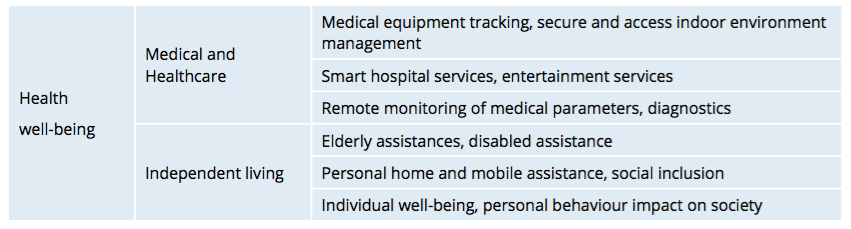 Health
well-being
Medical and
Healthcare
Medical equipment tracking, secure and access indoor environment
management
Smart hospital services, entertainment services
Remote monitoring of medical parameters, diagnostics
Independent living
Elderly assistances, disabled assistance
Personal home and mobile assistance, social inclusion
Individual well-being, personal behaviour impact on society